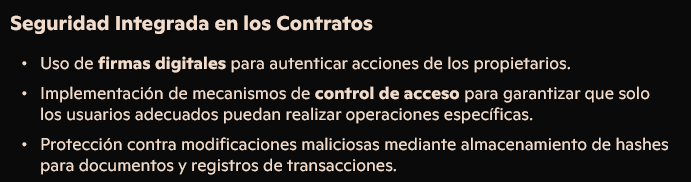 Seguridad Integrada en los Contratos
• Uso de firmas digitales para autenticar acciones de los propietarios.
• Implementación de mecanismos de control de acceso para garantizar que solo
los usuarios adecuados puedan realizar operaciones específicas.
• Protección contra modificaciones maliciosas mediante almacenamiento de hashes
para documentos y registros de transacciones.